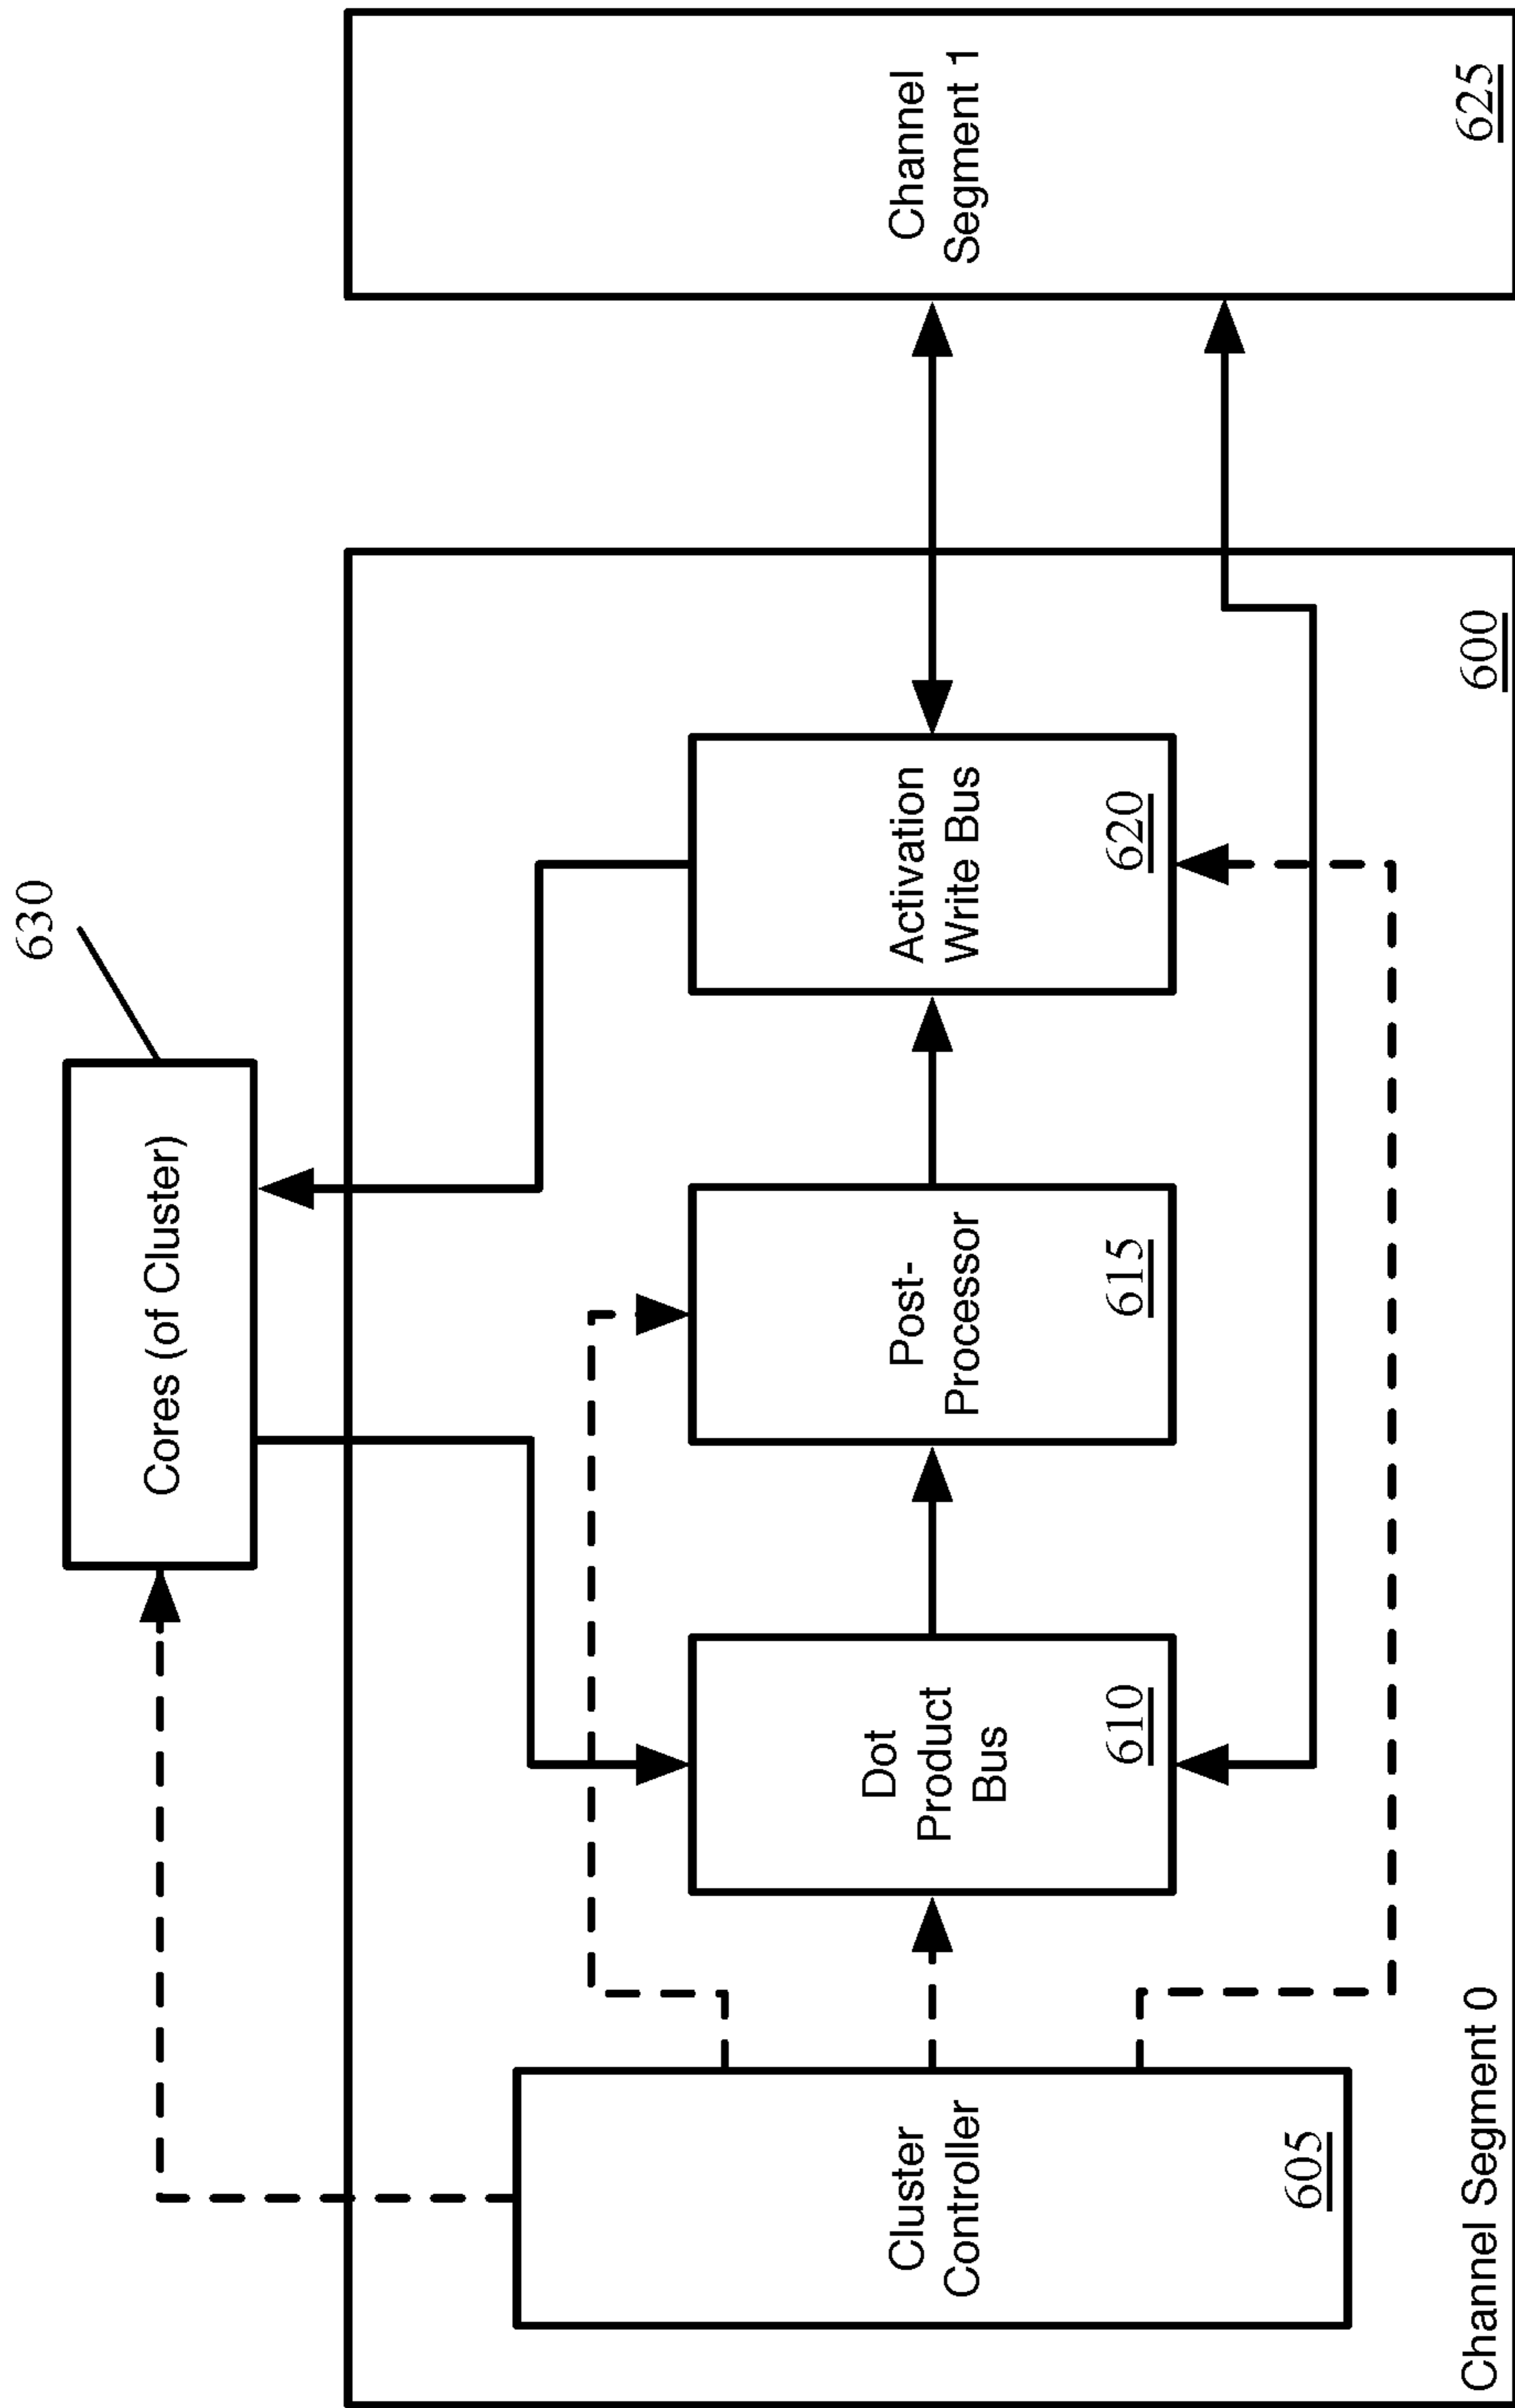 630
Cores (of Cluster)
Cluster
Controller
605
Dot
Product
Bus
610
Post-
Processor
615
Activation
Write Bus
620
Channel
Segment 1
625
Channel Segment 0
600